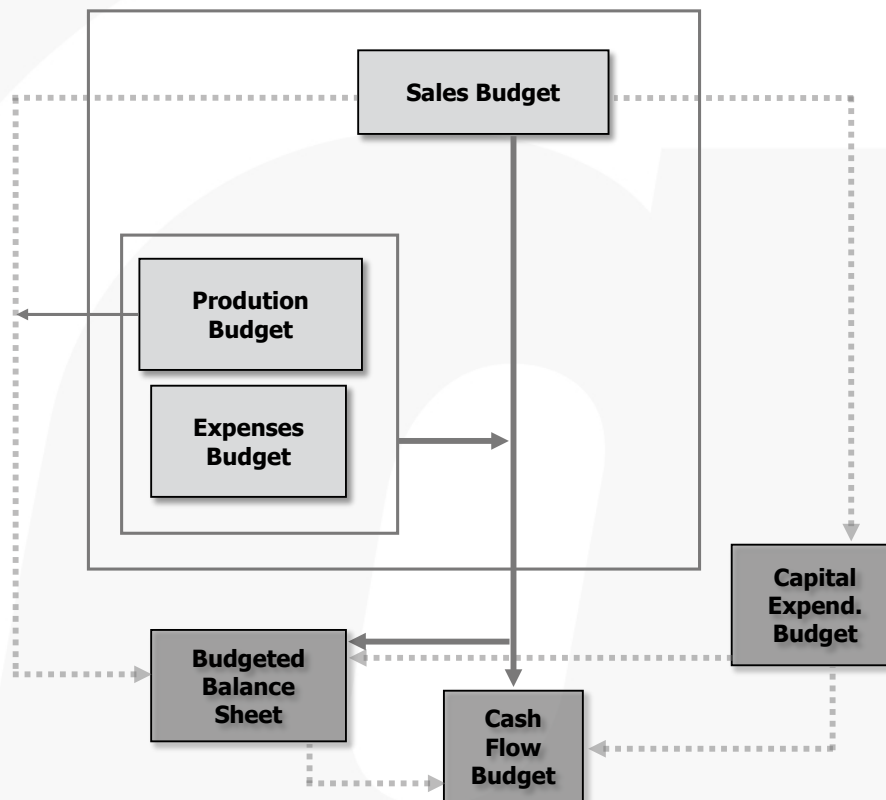 Sales Budget
Prodution
Budget
Expenses
Budget
Capital
Expend.
Budget
Budgeted
Balance
Sheet
Cash
Flow
Budget